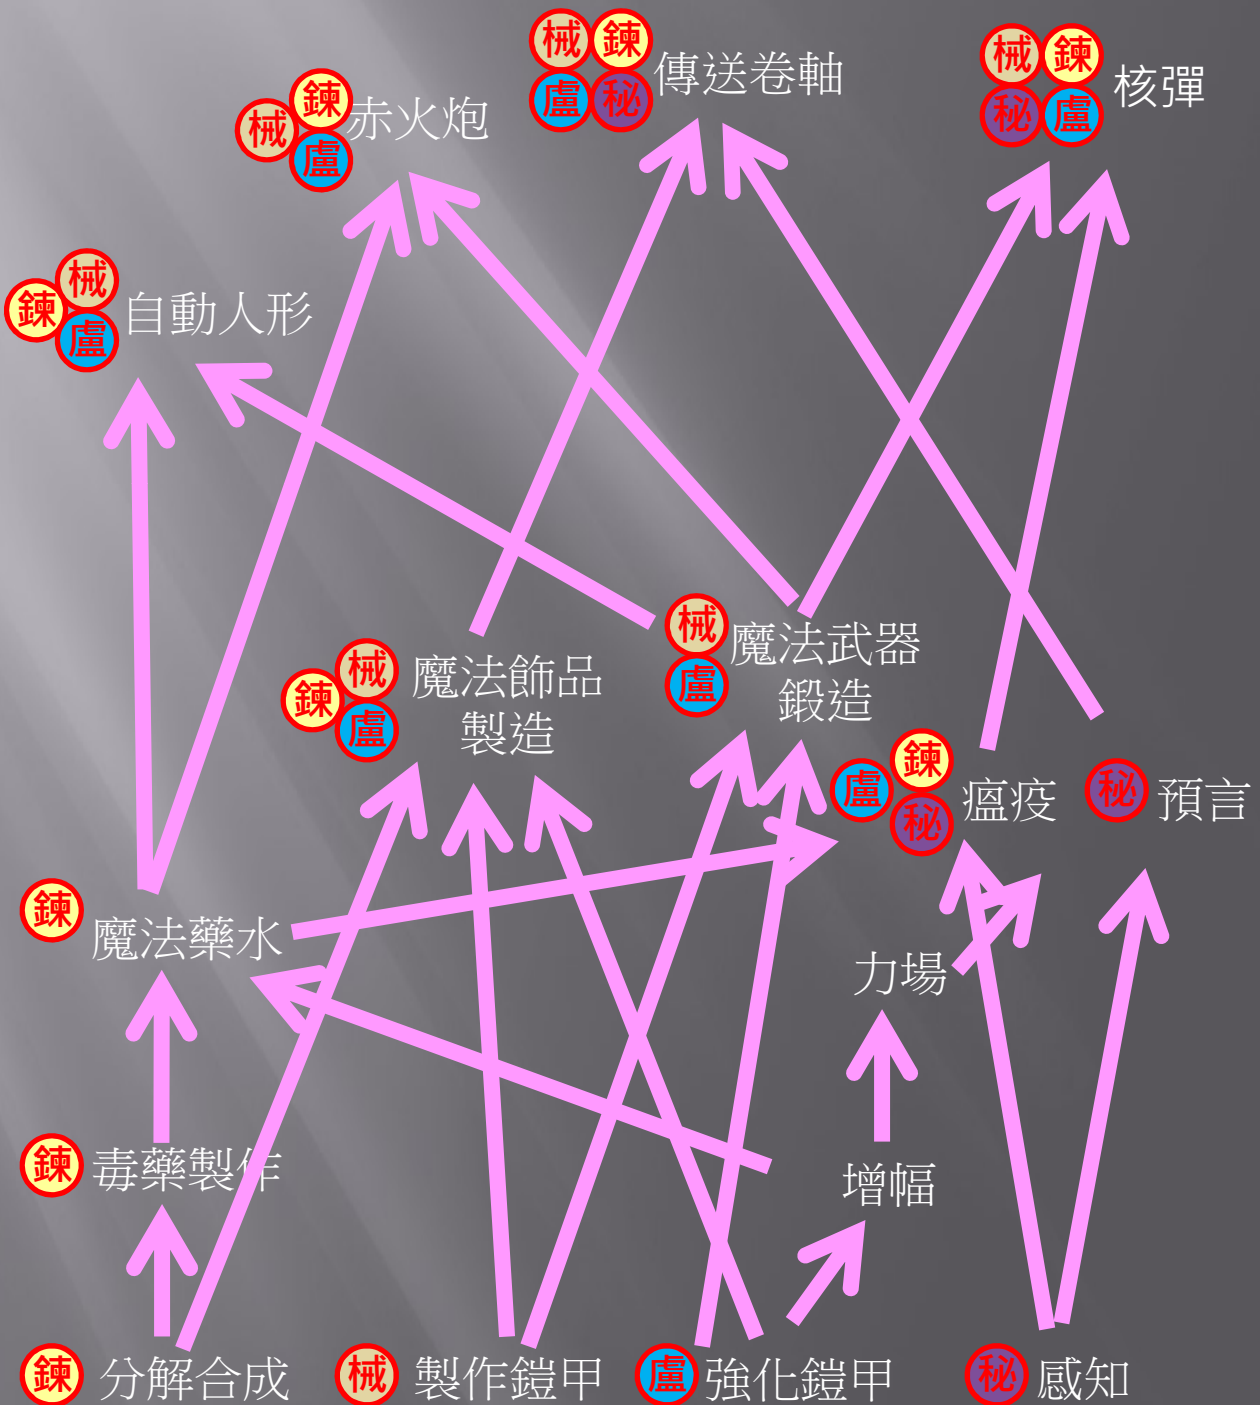 械 鍊
盧 秘
傳送卷軸
械 鍊
秘 盧
核彈
鍊
械
盧
赤火炮
械
鍊
盧
自動人形
械
鍊
盧
魔法飾品
製造
械
盧
魔法武器
鍛造
鍊
盧
秘
瘟疫
秘 預言
鍊 魔法藥水
力場
鍊 毒藥製作
增幅
鍊 分解合成
械 製作鎧甲
盧 強化鎧甲
秘 感知